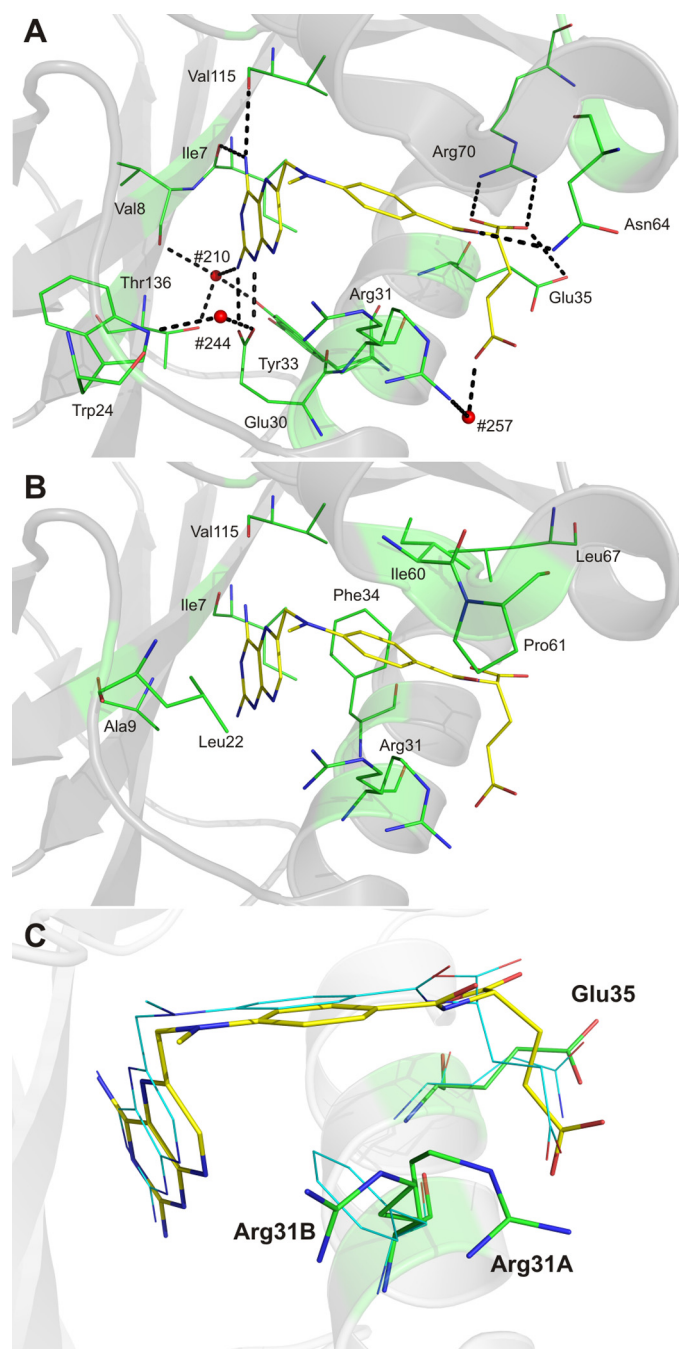 A
Val115
Ile7
Arg70
Val8
Asn64
#210
Thr136
Arg31
Glu35
#244
Tyr33
Trp24
Glu30
#257
B
Val115
Leu67
Ile60
Phe34
Ile7
Pro61
Ala9
Leu22
Arg31
C
Glu35
Arg31B
Arg31A